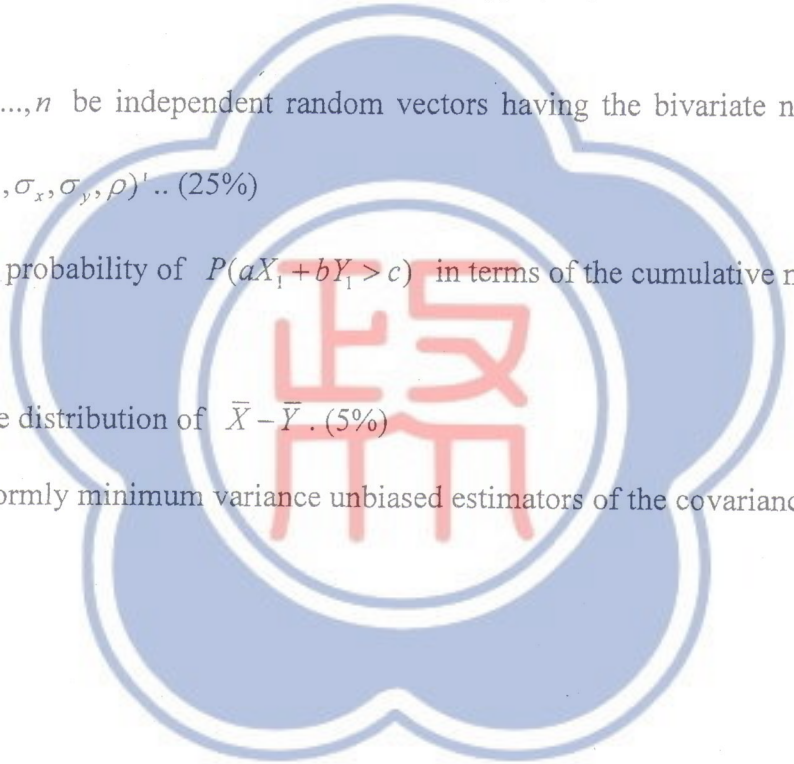 ...,n be independent random vectors having the bivariate n
, σ_x, σ_y, ρ)' .. (25%)
probability of P(aX_1 + bY_1 > c) in terms of the cumulative n
e distribution of X̄ − Ȳ . (5%)
ormly minimum variance unbiased estimators of the covarianc